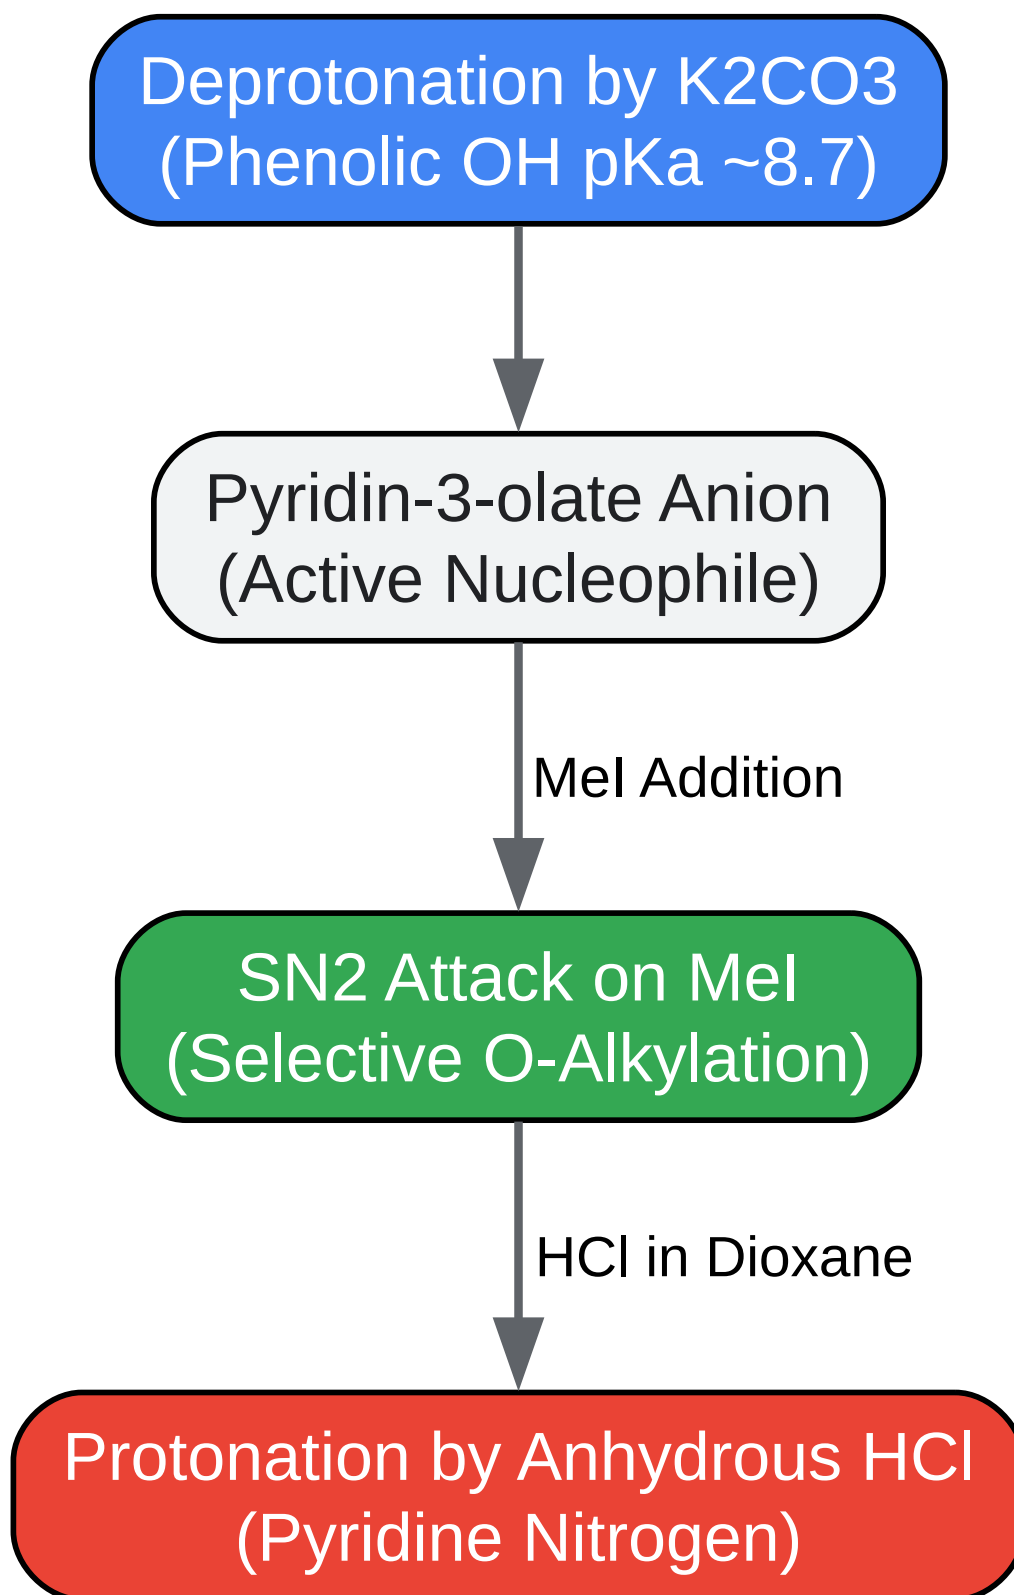 Deprotonation by K2CO3
(Phenolic OH pKa ~8.7)
Pyridin-3-olate Anion
(Active Nucleophile)
MeI Addition
SN2 Attack on MeI
(Selective O-Alkylation)
HCl in Dioxane
Protonation by Anhydrous HCl
(Pyridine Nitrogen)